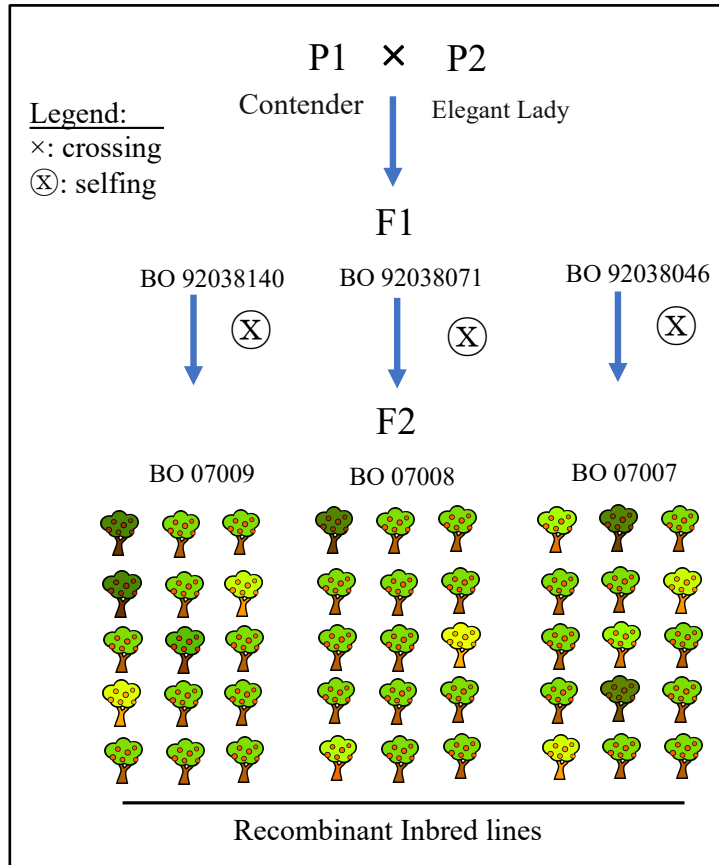 P1 × P2
Contender Elegant Lady
Legend:
×: crossing
ⓧ: selfing
F1
BO 92038140 BO 92038071 BO 92038046
ⓧ ⓧ ⓧ
F2
BO 07009 BO 07008 BO 07007
Recombinant Inbred lines